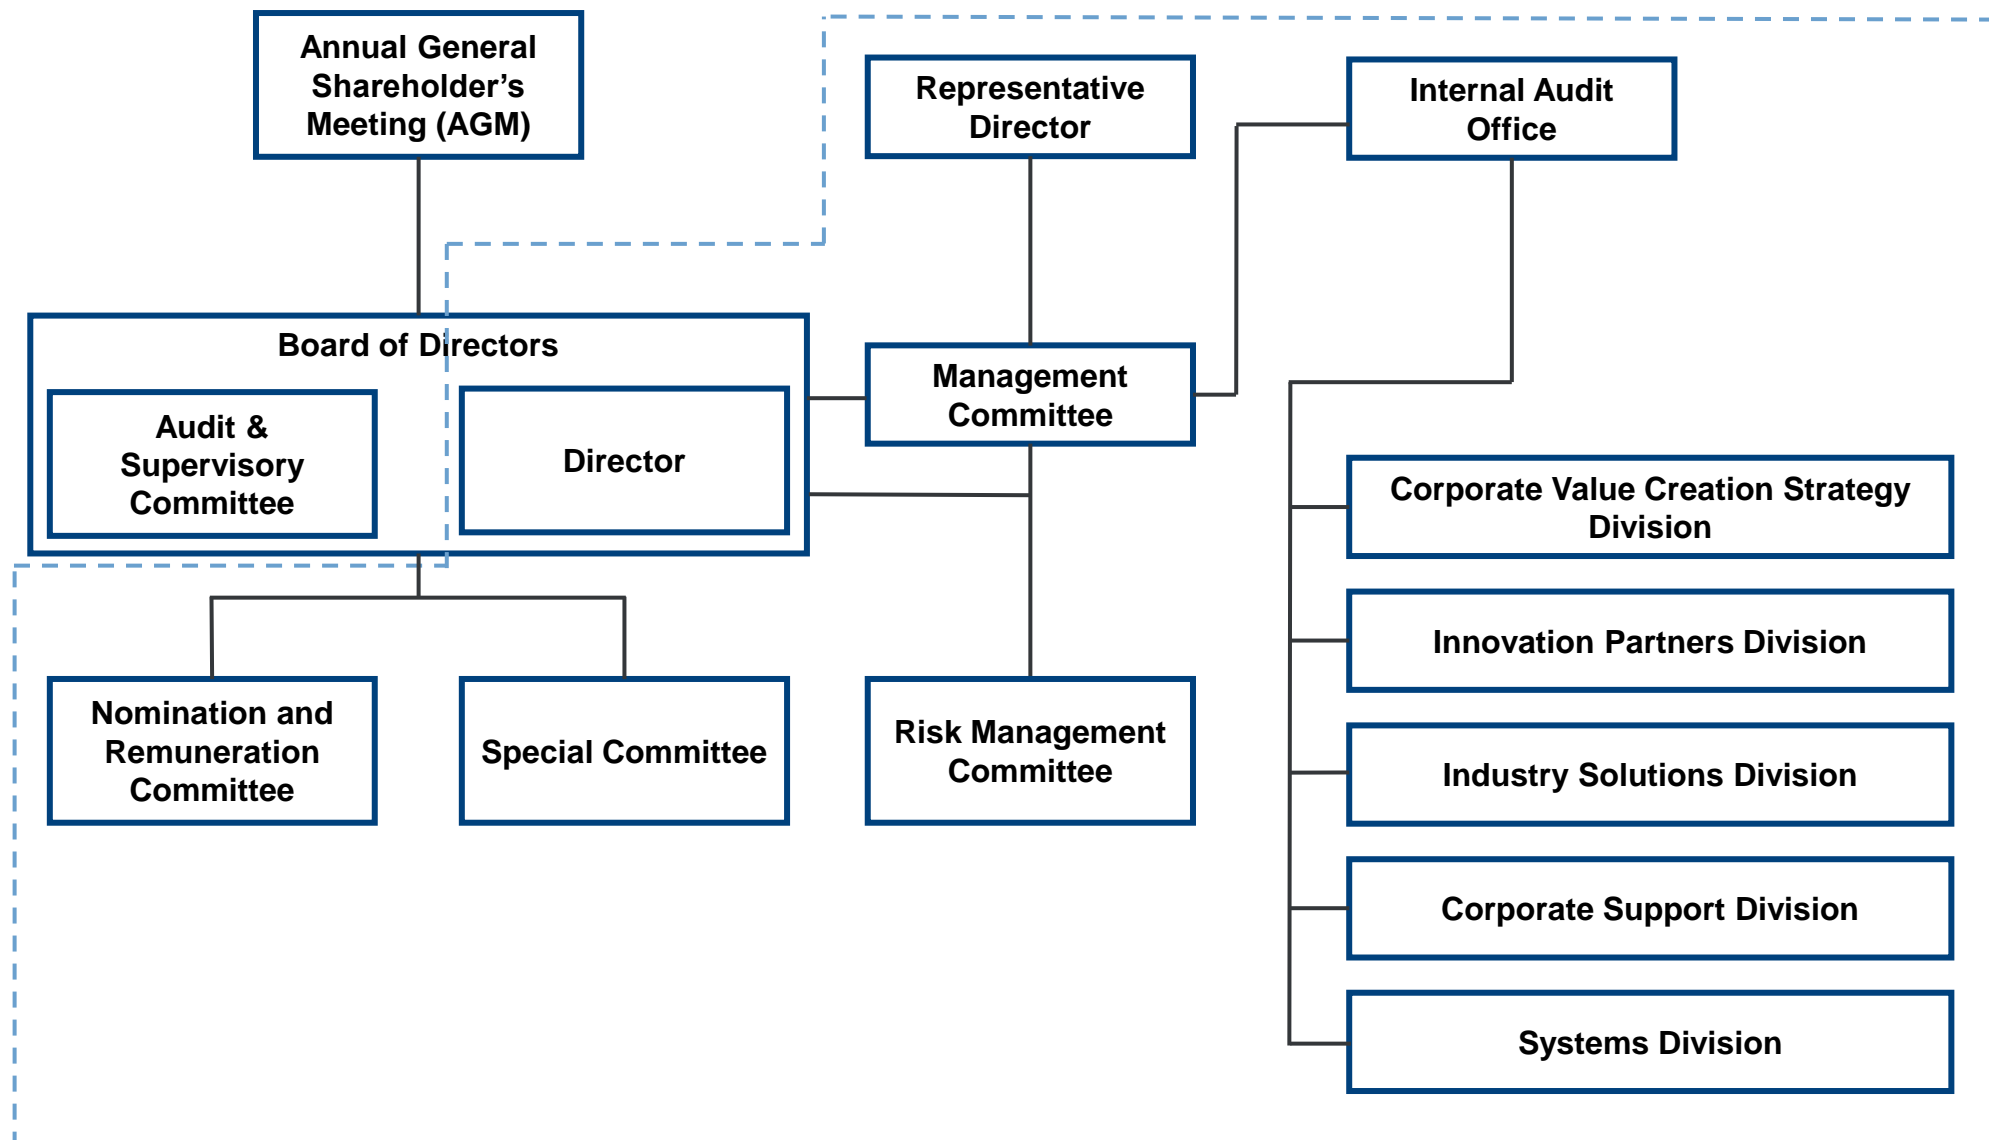 Annual General
Shareholder’s
Meeting (AGM)
Representative
Director
Internal Audit
Office
Board of Directors
Audit &
Supervisory
Committee
Director
Management
Committee
Nomination and
Remuneration
Committee
Special Committee
Risk Management
Committee
Corporate Value Creation Strategy
Division
Innovation Partners Division
Industry Solutions Division
Corporate Support Division
Systems Division